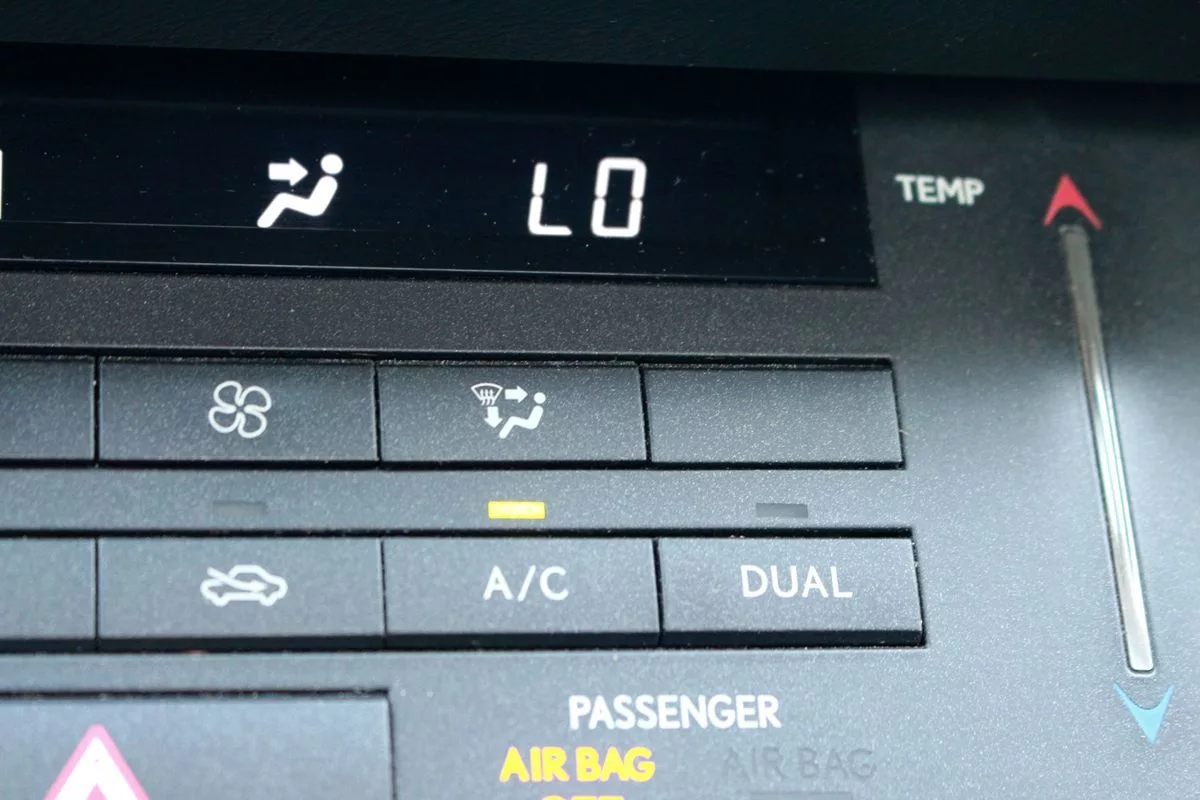 LO
TEMP
A/C
DUAL
PASSENGER
AIR BAG AIR BAG